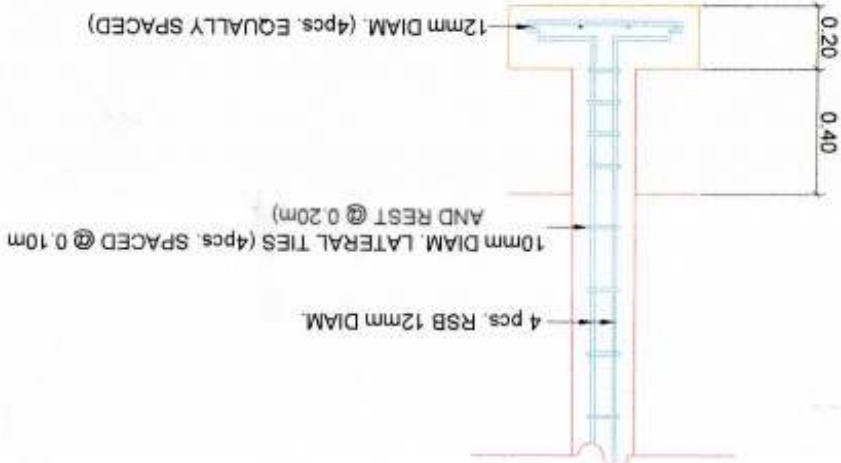 12mm DIAM. (4pcs. EQUALLY SPACED)
0.20
0.40
10mm DIAM. LATERAL TIES (4pcs. SPACED @ 0.10m
AND REST @ 0.20m)
4 pcs. RSB 12mm DIAM.